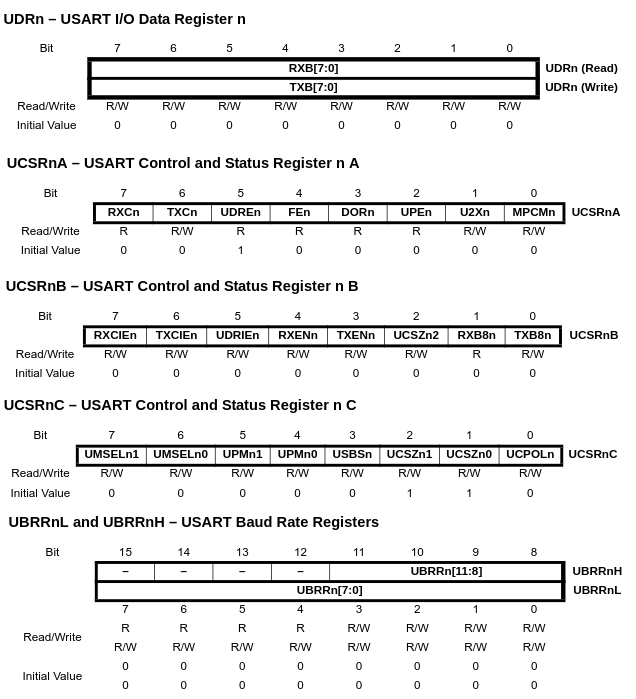 UDRn – USART I/O Data Register n
Bit 7 6 5 4 3 2 1 0
RXB[7:0] UDRn (Read)
TXB[7:0] UDRn (Write)
Read/Write R/W R/W R/W R/W R/W R/W R/W R/W
Initial Value 0 0 0 0 0 0 0 0
UCSRnA – USART Control and Status Register n A
Bit 7 6 5 4 3 2 1 0
RXCn TXCn UDREn FEn DORn UPEn U2Xn MPCMn UCSRnA
Read/Write R R/W R R R R R/W R/W
Initial Value 0 0 1 0 0 0 0 0
UCSRnB – USART Control and Status Register n B
Bit 7 6 5 4 3 2 1 0
RXCIEn TXCIEn UDRIEn RXENn TXENn UCSZn2 RXB8n TXB8n UCSRnB
Read/Write R/W R/W R/W R/W R/W R/W R R/W
Initial Value 0 0 0 0 0 0 0 0
UCSRnC – USART Control and Status Register n C
Bit 7 6 5 4 3 2 1 0
UMSELn1 UMSELn0 UPMn1 UPMn0 USBSn UCSZn1 UCSZn0 UCPOLn UCSRnC
Read/Write R/W R/W R/W R/W R/W R/W R/W R/W
Initial Value 0 0 0 0 0 1 1 0
UBRRnL and UBRRnH – USART Baud Rate Registers
Bit 15 14 13 12 11 10 9 8
– – – – UBRRn[11:8] UBRRnH
UBRRn[7:0] UBRRnL
7 6 5 4 3 2 1 0
Read/Write R R R R R/W R/W R/W R/W
R/W R/W R/W R/W R/W R/W R/W R/W
Initial Value 0 0 0 0 0 0 0 0
0 0 0 0 0 0 0 0